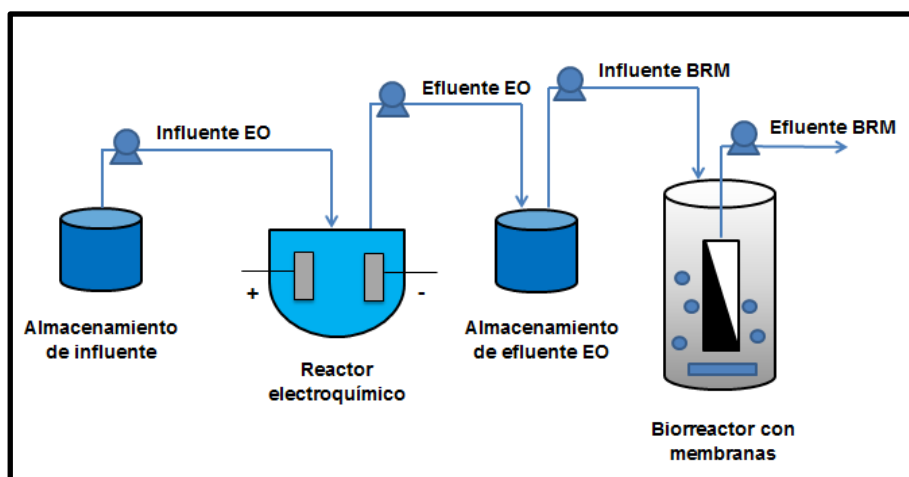 Influente EO
Efluente EO
Influente BRM
Efluente BRM
Almacenamiento
de influente
+
-
Reactor
electroquímico
Almacenamiento
de efluente EO
Biorreactor con
membranas